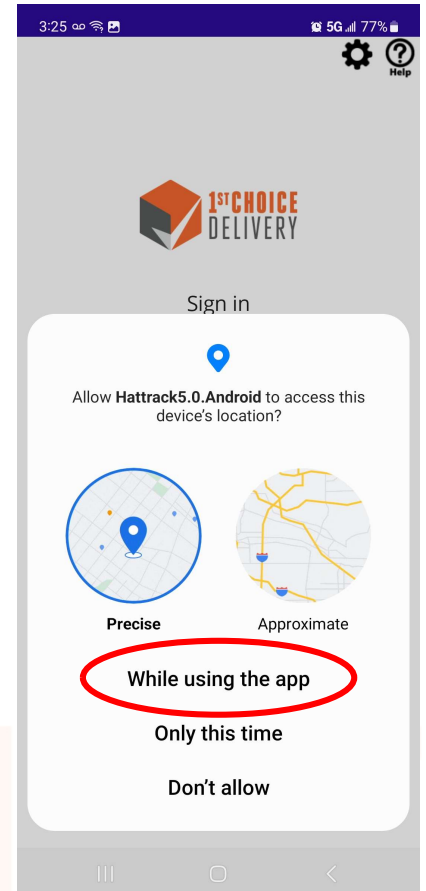 3:25
5G 77%
Help
1ST CHOICE
DELIVERY
Sign in
Allow Hattrack5.0.Android to access this
device's location?
Precise Approximate
While using the app
Only this time
Don't allow